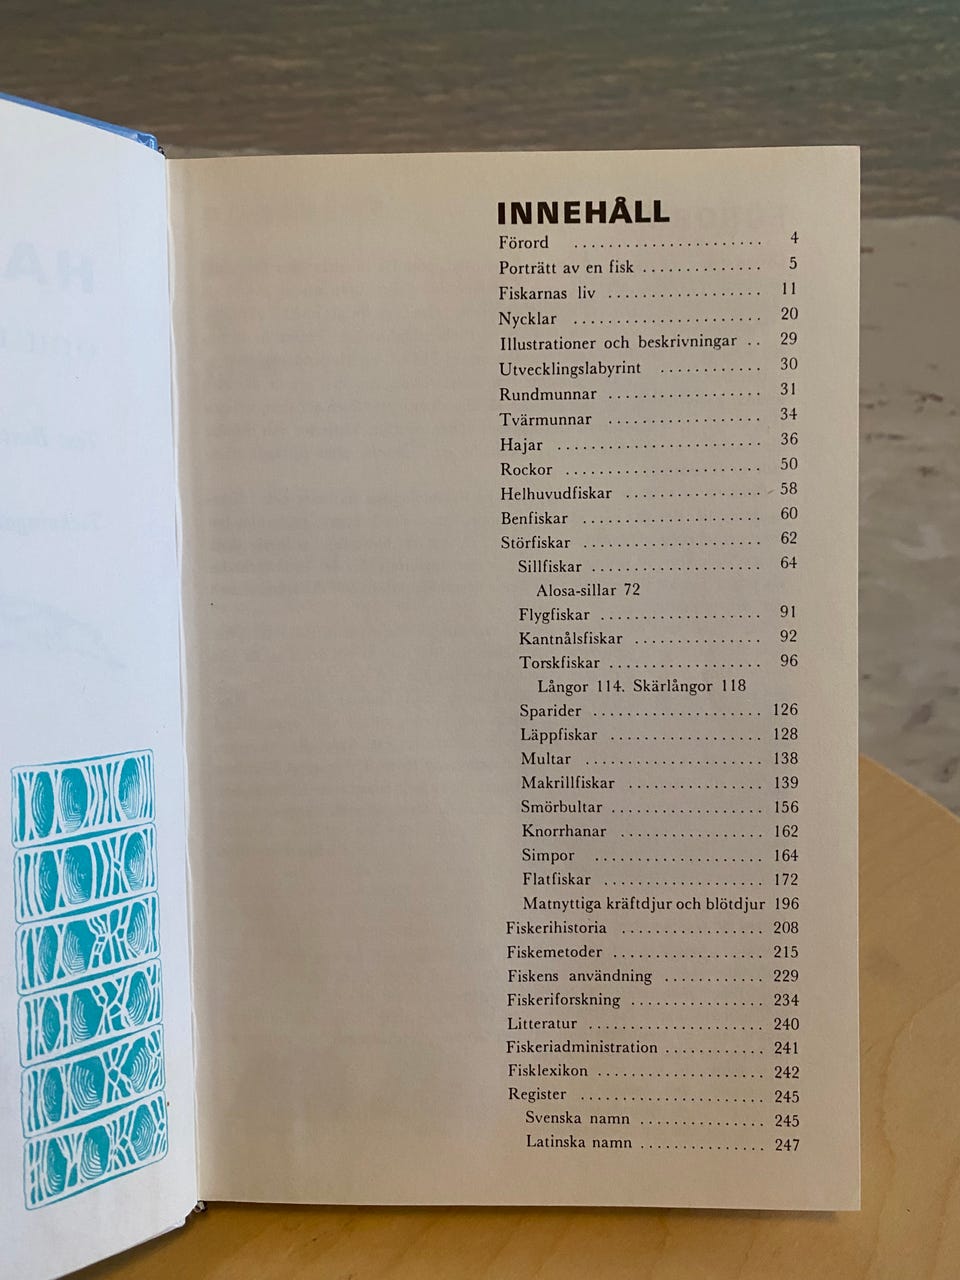 HA
INNEHÅLL
Förord .................... 4
Porträtt av en fisk .............. 5
Fiskarnas liv .................. 11
Nycklar .................... 20
Illustrationer och beskrivningar .. 29
Utvecklingslabyrint ............ 30
Rundmunnar .................. 31
Tvärmunnar .................. 34
Hajar ........................ 36
Rockor ....................... 50
Helhuvudfiskar ................ 58
Benfiskar ..................... 60
Störfiskar ..................... 62
Sillfiskar .................... 64
Alosa-sillar 72
Flygfiskar ................... 91
Kantnålsfiskar ............... 92
Torskfiskar .................. 96
Långor 114. Skärlångor 118
Sparider .................... 126
Läppfiskar .................. 128
Multar ..................... 138
Makrillfiskar ................ 139
Smörbultar .................. 156
Knorrhanar ................. 162
Simpor .................... 164
Flatfiskar ................... 172
Matnyttiga kräftdjur och blötdjur 196
Fiskerihistoria ................. 208
Fiskemetoder .................. 215
Fiskens användning ............ 229
Fiskeriforskning ................ 234
Litteratur ..................... 240
Fiskeriadministration ............ 241
Fisklexikon .................... 242
Register ...................... 245
Svenska namn ............... 245
Latinska namn ............... 247